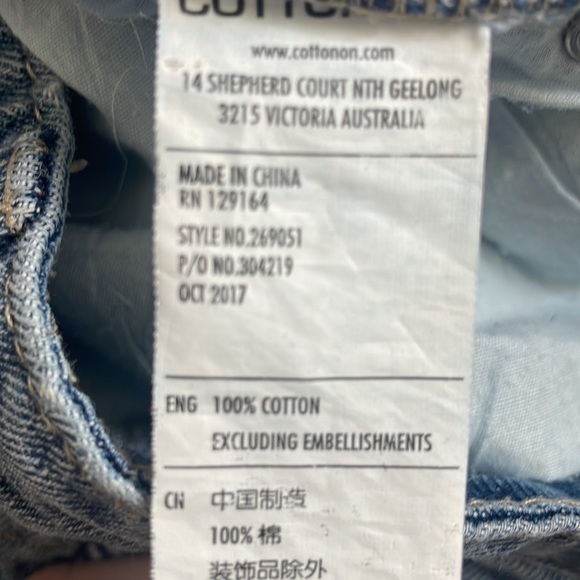 COTTON
www.cottonon.com
14 SHEPHERD COURT NTH GEELONG
3215 VICTORIA AUSTRALIA
MADE IN CHINA
RN 129164
STYLE NO.269051
P/O NO.304219
OCT 2017
ENG 100% COTTON
EXCLUDING EMBELLISHMENTS
CN 中国制造
100% 棉
装饰品除外